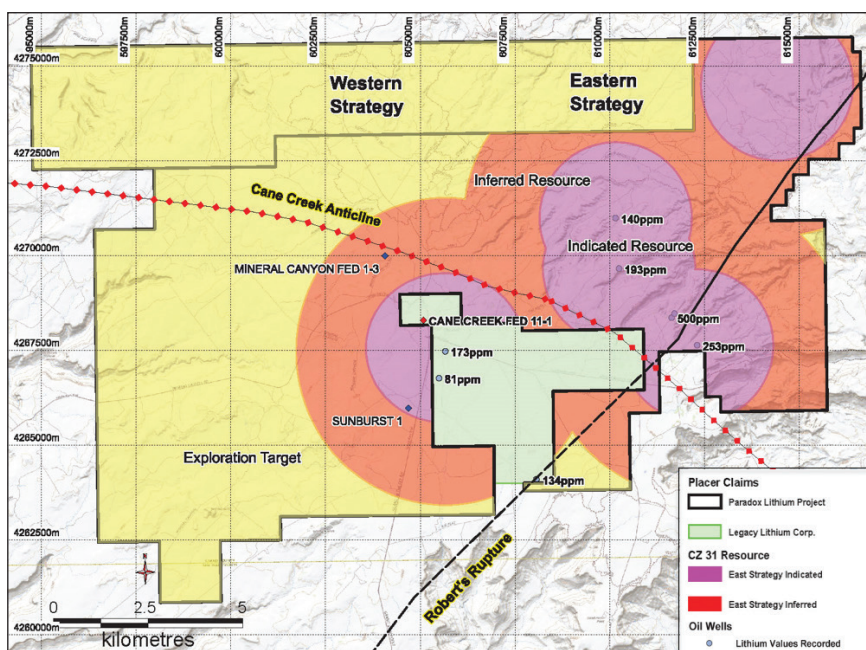 595000m
597500m
600000m
602500m
605000m
607500m
610000m
612500m
615000m
4275000m
Western
Strategy
Eastern
Strategy
4272500m
Inferred Resource
Cane Creek Anticline
140ppm
4270000m
Indicated Resource
MINERAL CANYON FED 1-3
193ppm
CANE CREEK FED 11-1
500ppm
4267500m
173ppm
253ppm
81ppm
SUNBURST 1
4265000m
Exploration Target
134ppm
4262500m
Robert's Rupture
N
0 2.5 5
kilometres
4260000m
Placer Claims
Paradox Lithium Project
Legacy Lithium Corp.
CZ 31 Resource
East Strategy Indicated
East Strategy Inferred
Oil Wells
Lithium Values Recorded